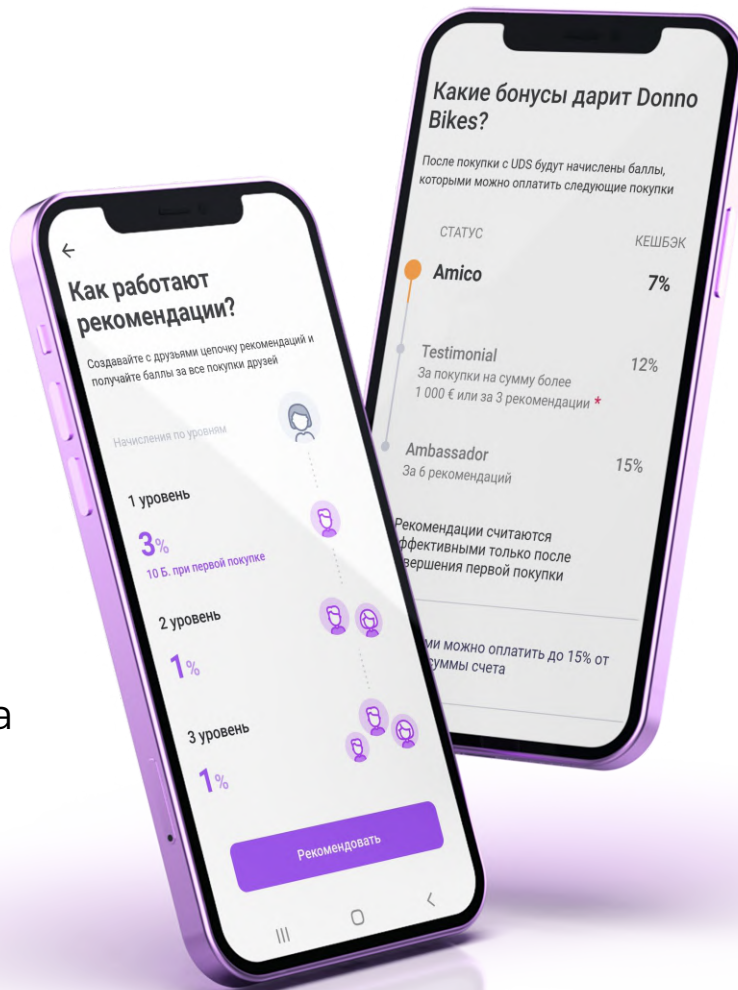 Как работают
рекомендации?
Создавайте с друзьями цепочку рекомендаций и
получайте баллы за все покупки друзей
Начисления по уровням
1 уровень
3%
10 Б. при первой покупке
2 уровень
1%
3 уровень
1%
Рекомендовать
Какие бонусы дарит Donno
Bikes?
После покупки с UDS будут начислены баллы,
которыми можно оплатить следующие покупки
СТАТУС КЕШБЭК
Amico 7%
Testimonial 12%
За покупки на сумму более
1 000 € или за 3 рекомендации *
Ambassador 15%
За 6 рекомендаций
Рекомендации считаются
только после
первой покупки
можно оплатить до 15% от
суммы счета
а